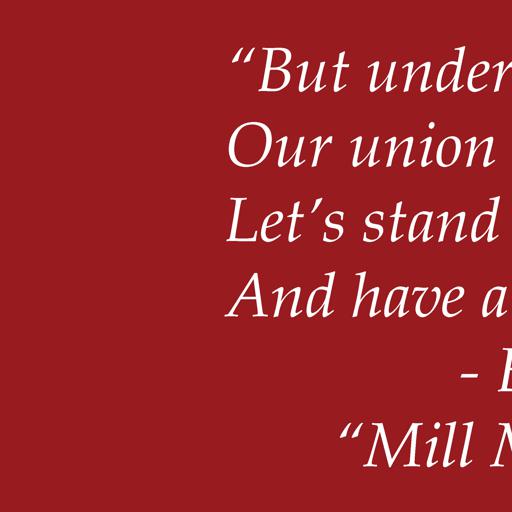 “But under
Our union
Let’s stand
And have a
-
“Mill